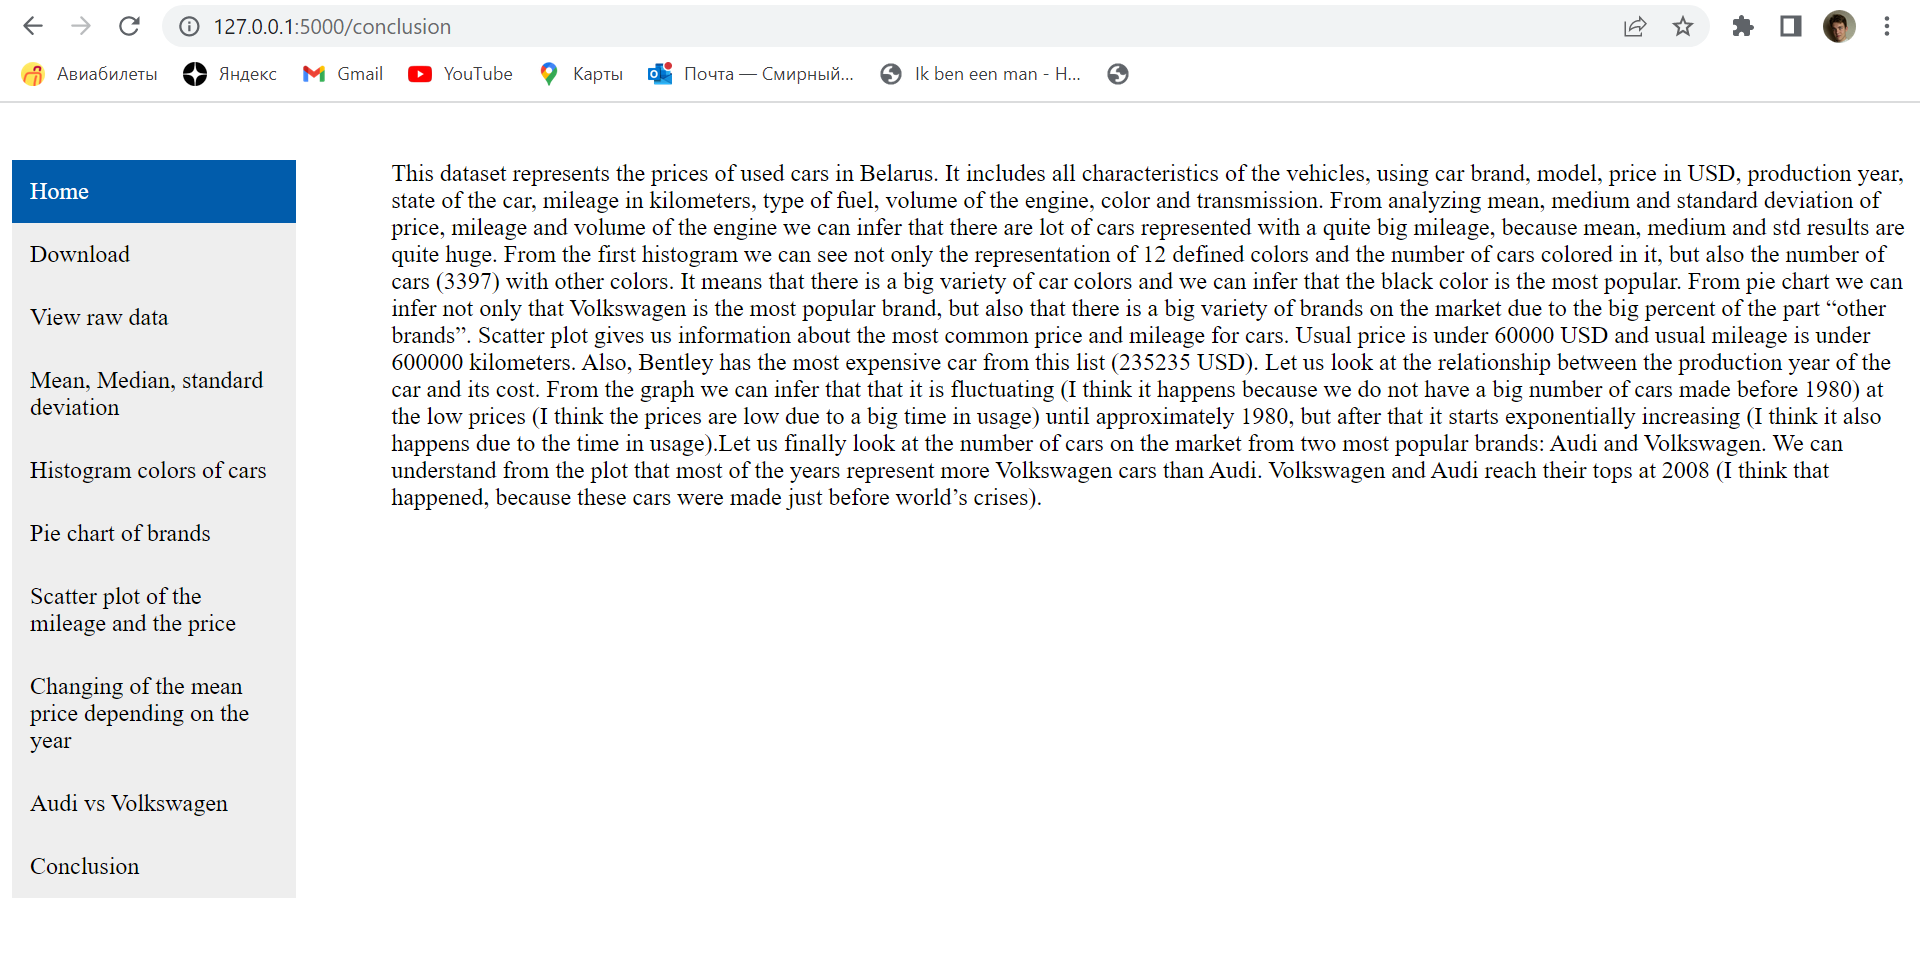 127.0.0.1:5000/conclusion
Авиабилеты
Яндекс
Gmail
YouTube
Карты
Почта — Смирный...
Ik ben een man - H...
Home
Download
View raw data
Mean, Median, standard
deviation
Histogram colors of cars
Pie chart of brands
Scatter plot of the
mileage and the price
Changing of the mean
price depending on the
year
Audi vs Volkswagen
Conclusion
This dataset represents the prices of used cars in Belarus. It includes all characteristics of the vehicles, using car brand, model, price in USD, production year,
state of the car, mileage in kilometers, type of fuel, volume of the engine, color and transmission. From analyzing mean, medium and standard deviation of
price, mileage and volume of the engine we can infer that there are lot of cars represented with a quite big mileage, because mean, medium and std results are
quite huge. From the first histogram we can see not only the representation of 12 defined colors and the number of cars colored in it, but also the number of
cars (3397) with other colors. It means that there is a big variety of car colors and we can infer that the black color is the most popular. From pie chart we can
infer not only that Volkswagen is the most popular brand, but also that there is a big variety of brands on the market due to the big percent of the part “other
brands”. Scatter plot gives us information about the most common price and mileage for cars. Usual price is under 60000 USD and usual mileage is under
600000 kilometers. Also, Bentley has the most expensive car from this list (235235 USD). Let us look at the relationship between the production year of the
car and its cost. From the graph we can infer that that it is fluctuating (I think it happens because we do not have a big number of cars made before 1980) at
the low prices (I think the prices are low due to a big time in usage) until approximately 1980, but after that it starts exponentially increasing (I think it also
happens due to the time in usage).Let us finally look at the number of cars on the market from two most popular brands: Audi and Volkswagen. We can
understand from the plot that most of the years represent more Volkswagen cars than Audi. Volkswagen and Audi reach their tops at 2008 (I think that
happened, because these cars were made just before world’s crises).